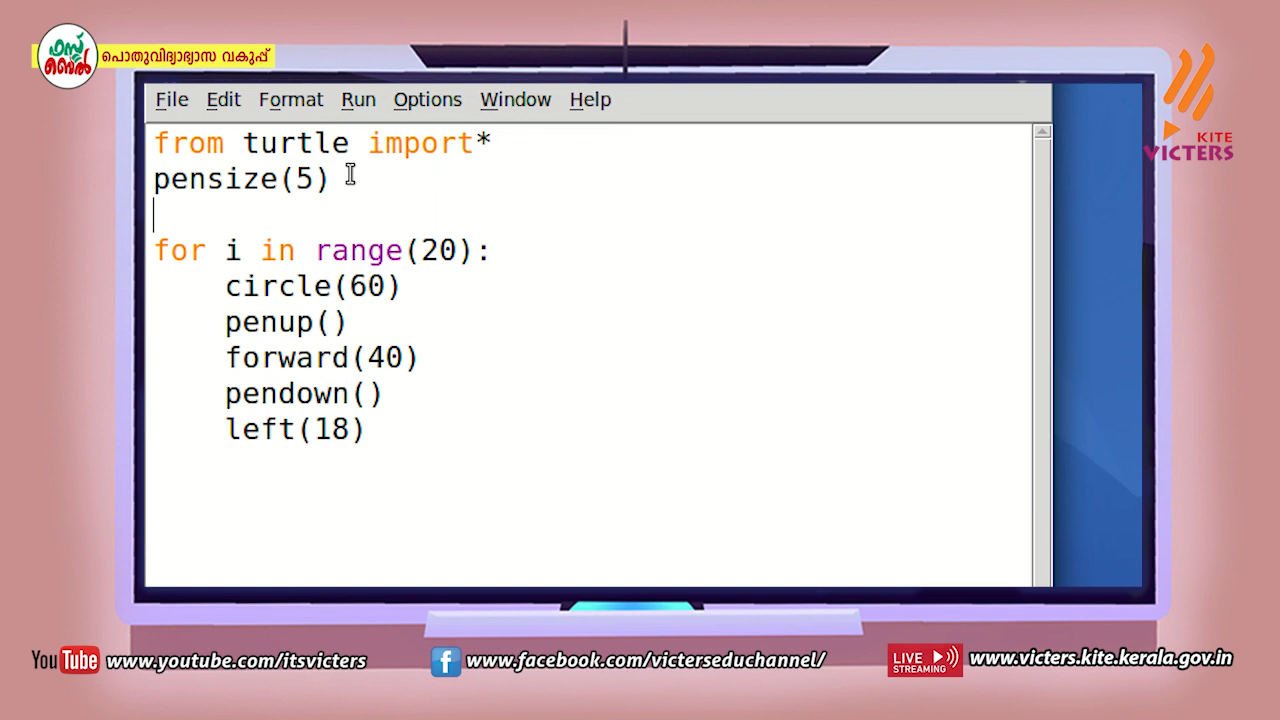 ഫസ്റ്റ്
ബെൽ
പൊതുവിദ്യാഭ്യാസ വകുപ്പ്
KITE
VICTERS
File Edit Format Run Options Window Help
from turtle import*
pensize(5)
for i in range(20):
    circle(60)
    penup()
    forward(40)
    pendown()
    left(18)
YouTube www.youtube.com/itsvicters
f www.facebook.com/victerseduchannel/
LIVE
STREAMING
www.victers.kite.kerala.gov.in